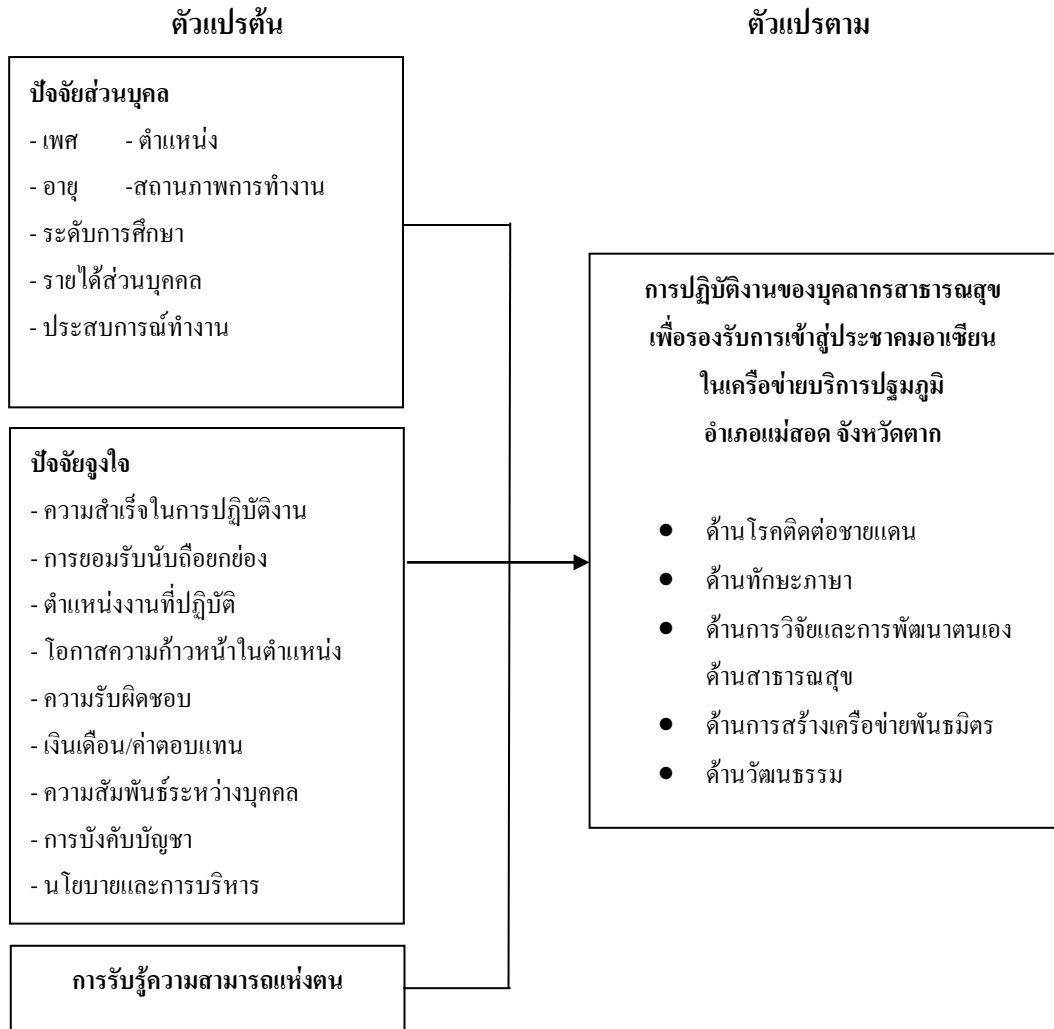 ตัวแปรต้น
ตัวแปรตาม
ปัจจัยส่วนบุคล
- เพศ - ตำแหน่ง
- อายุ -สถานภาพการทำงาน
- ระดับการศึกษา
- รายได้ส่วนบุคคล
- ประสบการณ์ทำงาน
ปัจจัยจูงใจ
- ความสำเร็จในการปฏิบัติงาน
- การยอมรับนับถือยกย่อง
- ตำแหน่งงานที่ปฏิบัติ
- โอกาสความก้าวหน้าในตำแหน่ง
- ความรับผิดชอบ
- เงินเดือน/ค่าตอบแทน
- ความสัมพันธ์ระหว่างบุคคล
- การบังคับบัญชา
- นโยบายและการบริหาร
การรับรู้ความสามารถแห่งตน
การปฏิบัติงานของบุคลากรสาธารณสุข
เพื่อรองรับการเข้าสู่ประชาคมอาเซียน
ในเครือข่ายบริการปฐมภูมิ
อำเภอแม่สอด จังหวัดตาก
● ด้านโรคติดต่อชายแดน
● ด้านทักษะภาษา
● ด้านการวิจัยและการพัฒนาตนเอง
ด้านสาธารณสุข
● ด้านการสร้างเครือข่ายพันธมิตร
● ด้านวัฒนธรรม